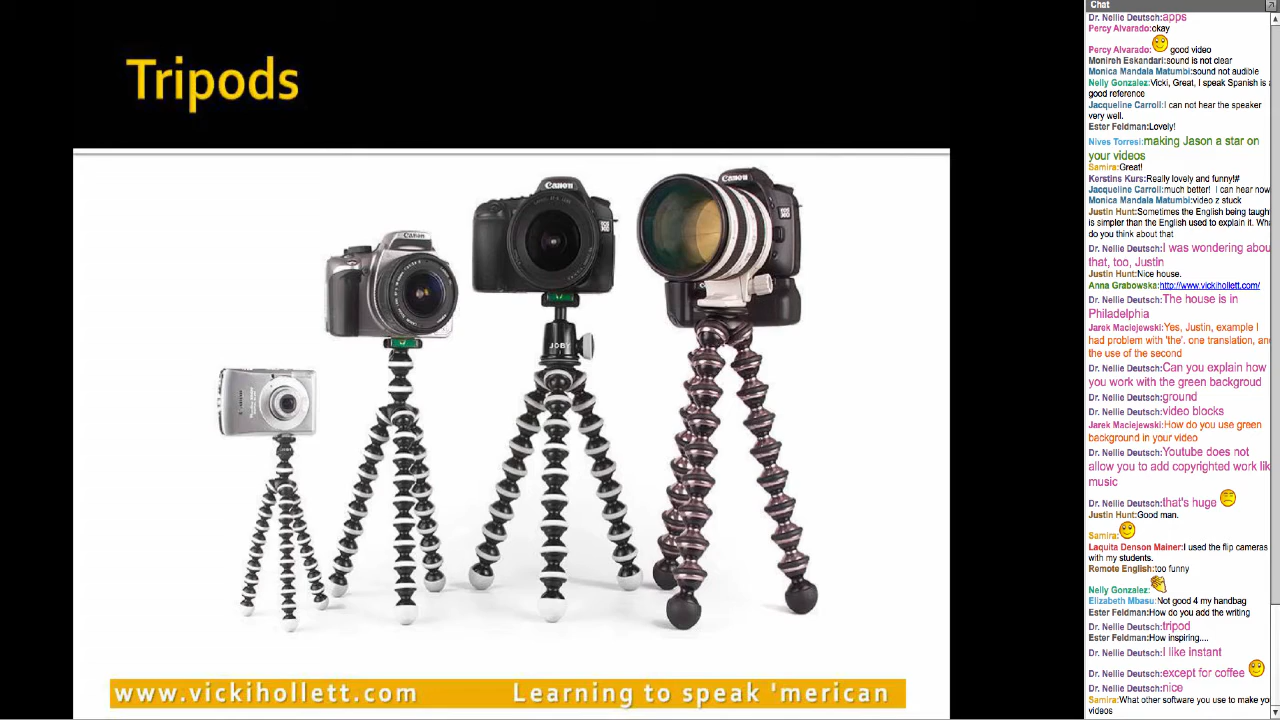 Tripods
Canon
Canon
Canon
JOBY
www.vickihollett.com Learning to speak 'merican
Chat
Dr. Nellie Deutsch:apps
Percy Alvarado:okay
Percy Alvarado: good video
Monireh Eskandari:sound is not clear
Monica Mandala Matumbi:sound not audible
Nelly Gonzalez:Vicki, Great, I speak Spanish is a
good reference
Jacqueline Carroll:I can not hear the speaker
very well.
Ester Feldman:Lovely!
Nives Torresi:making Jason a star on
your videos
Samira:Great!
Kerstins Kurs:Really lovely and funny!#
Jacqueline Carroll:much better! I can hear now
Monica Mandala Matumbi:video z stuck
Justin Hunt:Sometimes the English being taught
is simpler than the English used to explain it. Wh
do you think about that
Dr. Nellie Deutsch:I was wondering abou
that, too, Justin
Justin Hunt:Nice house.
Anna Grabowska:http://www.vickihollett.com/
Dr. Nellie Deutsch:The house is in
Philadelphia
Jarek Maciejewski:Yes, Justin, example I
had problem with 'the'. one translation, and
the use of the second
Dr. Nellie Deutsch:Can you explain how
you work with the green backgroud
Dr. Nellie Deutsch:ground
Dr. Nellie Deutsch:video blocks
Jarek Maciejewski:How do you use green
background in your video
Dr. Nellie Deutsch:Youtube does not
allow you to add copyrighted work lik
music
Dr. Nellie Deutsch:that's huge
Justin Hunt:Good man.
Samira:
Laquita Denson Mainer:I used the flip cameras
with my students.
Remote English:too funny
Nelly Gonzalez:
Elizabeth Mbasu:Not good 4 my handbag
Ester Feldman:How do you add the writing
Dr. Nellie Deutsch:tripod
Ester Feldman:How inspiring....
Dr. Nellie Deutsch:I like instant
Dr. Nellie Deutsch:except for coffee
Dr. Nellie Deutsch:nice
Samira:What other software you use to make yo
videos